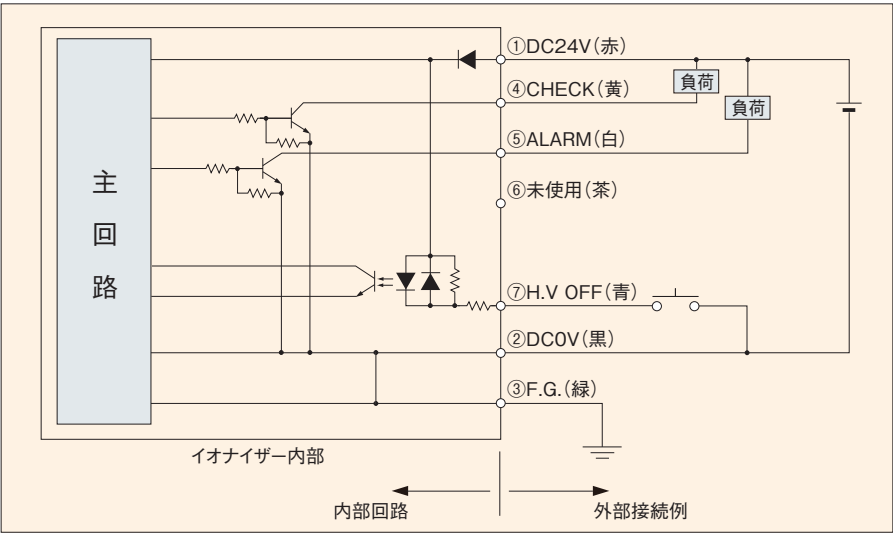 ①DC24V（赤）
負荷
④CHECK（黄）
負荷
⑤ALARM（白）
主回路
⑥未使用（茶）
⑦H.V OFF（青）
②DC0V（黒）
③F.G.（緑）
イオナイザー内部
内部回路
外部接続例